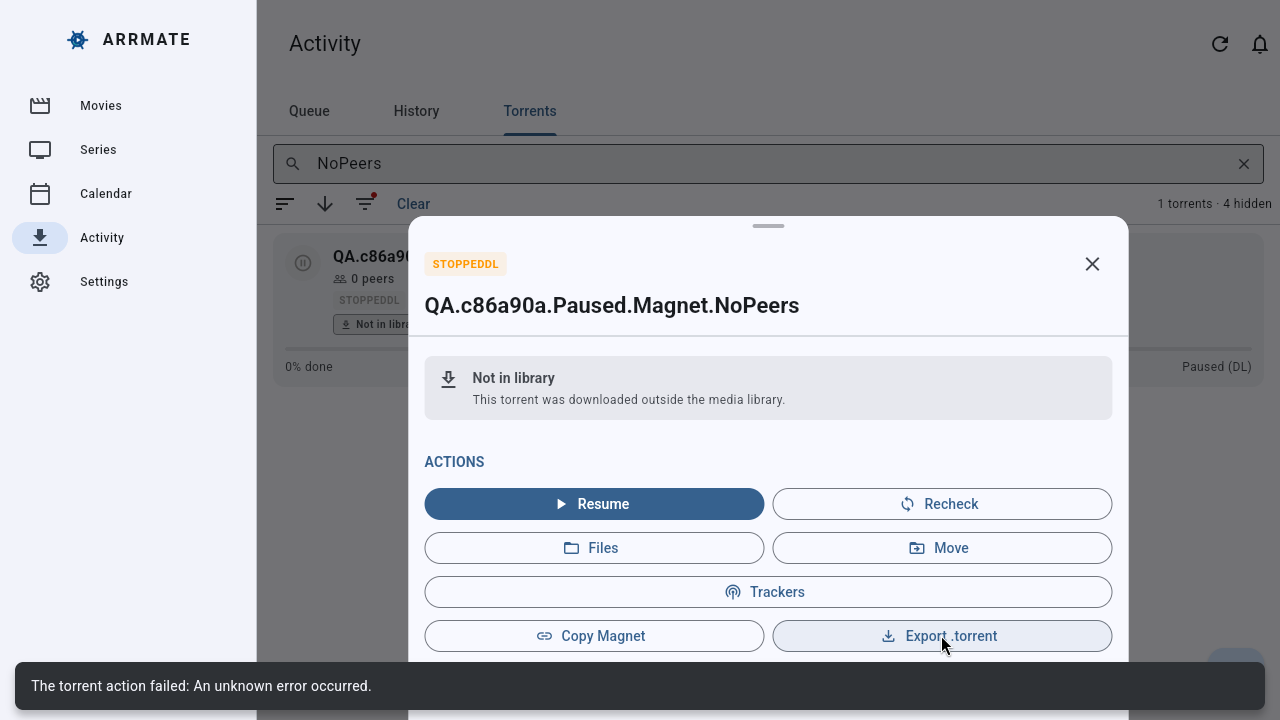 ARRMATE
Movies
Series
Calendar
Activity
Settings
Activity
Queue
History
Torrents
NoPeers
Clear
1 torrents · 4 hidden
QA.c86a90
0 peers
STOPPEDDL
Not in libra
0% done
Paused (DL)
STOPPEDDL
QA.c86a90a.Paused.Magnet.NoPeers
Not in library
This torrent was downloaded outside the media library.
ACTIONS
Resume
Recheck
Files
Move
Trackers
Copy Magnet
Export .torrent
The torrent action failed: An unknown error occurred.